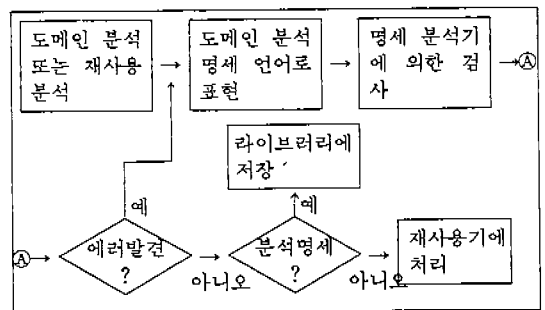 도메인 분석
또는 재사용
분석
도메인 분석
명세 언어로
표현
명세 분석기
에 의한 검
사
Ⓐ
라이브러리에
저장
예
예
Ⓐ
에러발견
?
아니오
분석명세
?
아니오
재사용기에
처리